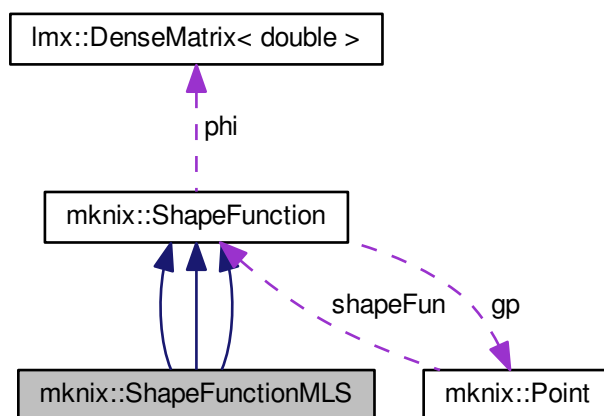 lmx::DenseMatrix< double >
phi
mknix::ShapeFunction
shapeFun
gp
mknix::ShapeFunctionMLS
mknix::Point